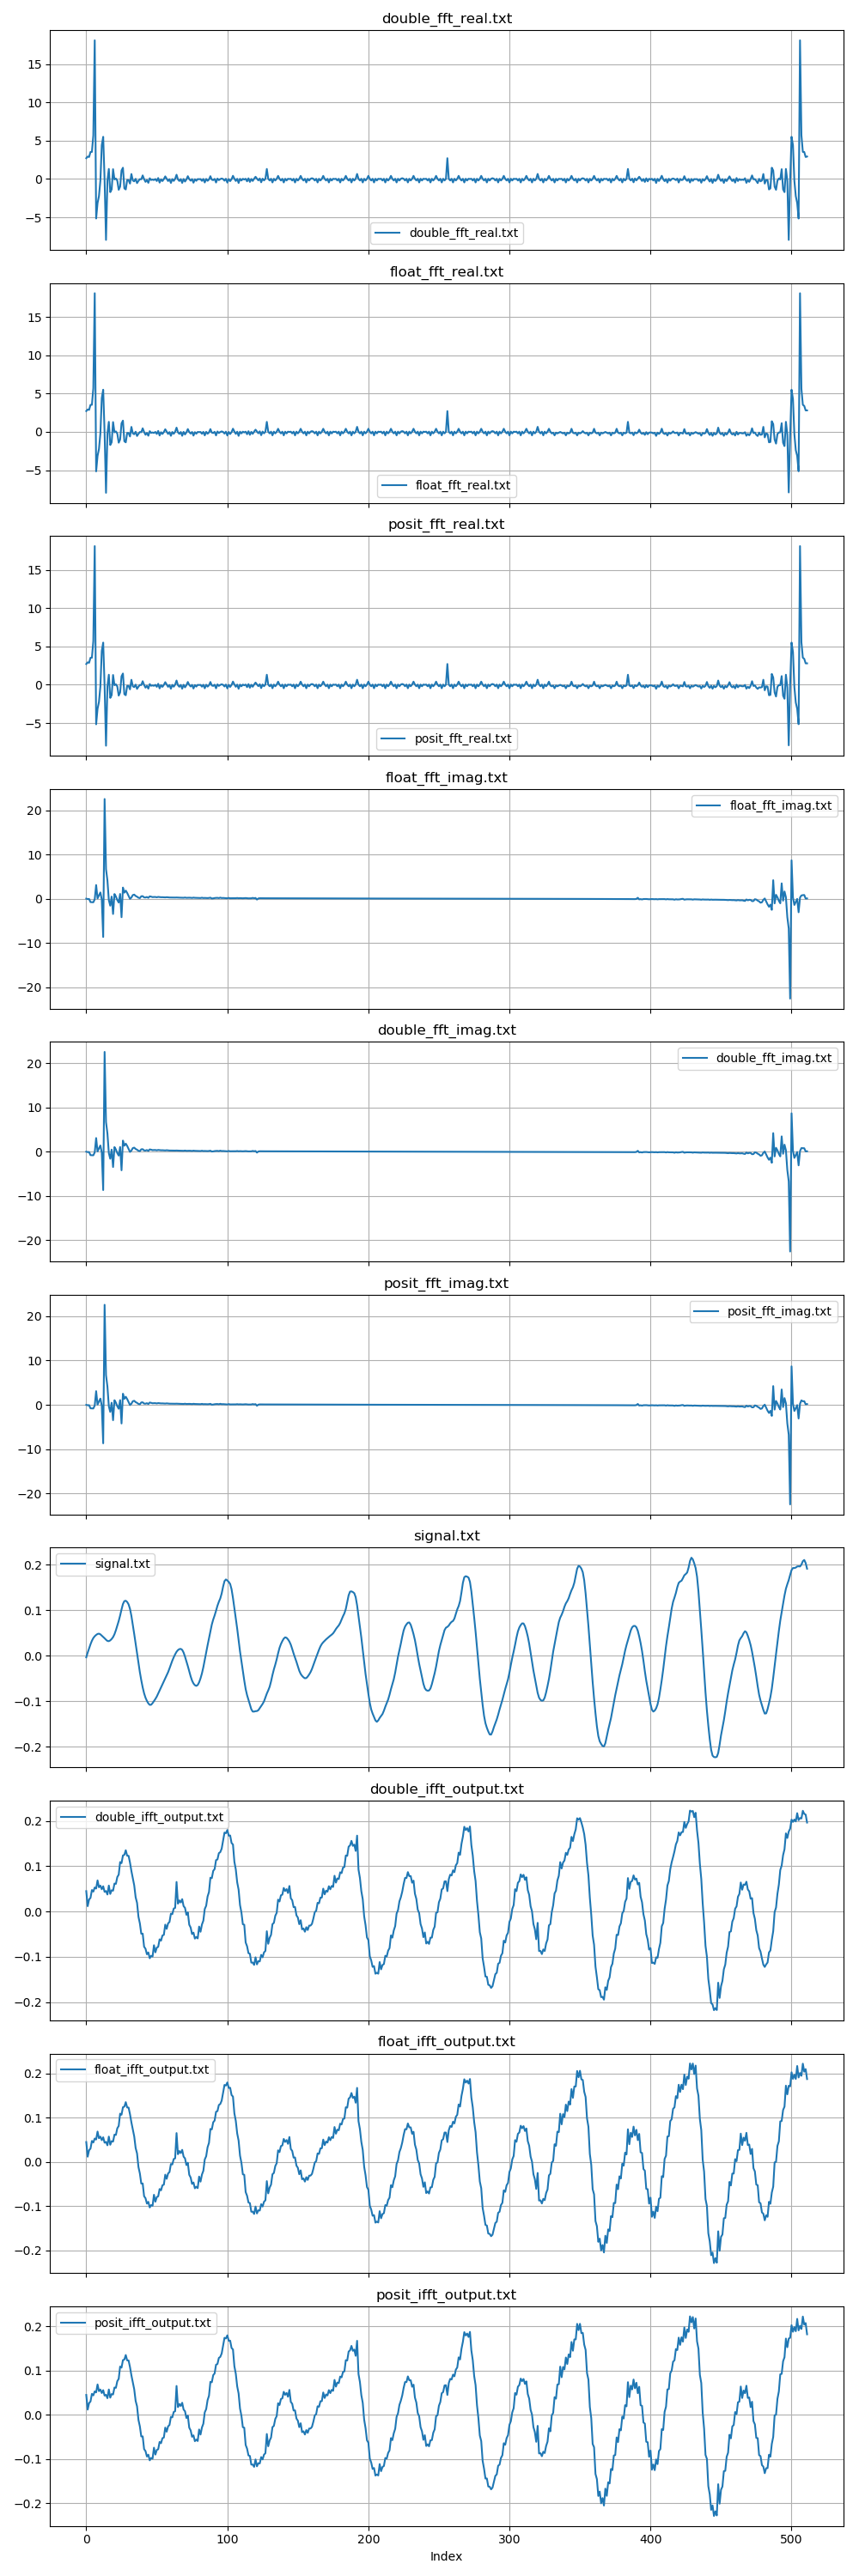 double_fft_real.txt
15
10
5
0
−5
double_fft_real.txt
float_fft_real.txt
15
10
5
0
−5
float_fft_real.txt
posit_fft_real.txt
15
10
5
0
−5
posit_fft_real.txt
float_fft_imag.txt
float_fft_imag.txt
20
10
0
−10
−20
double_fft_imag.txt
double_fft_imag.txt
20
10
0
−10
−20
posit_fft_imag.txt
posit_fft_imag.txt
20
10
0
−10
−20
signal.txt
signal.txt
0.2
0.1
0.0
−0.1
−0.2
double_ifft_output.txt
double_ifft_output.txt
0.2
0.1
0.0
−0.1
−0.2
float_ifft_output.txt
float_ifft_output.txt
0.2
0.1
0.0
−0.1
−0.2
posit_ifft_output.txt
posit_ifft_output.txt
0.2
0.1
0.0
−0.1
−0.2
0 100 200 300 400 500
Index